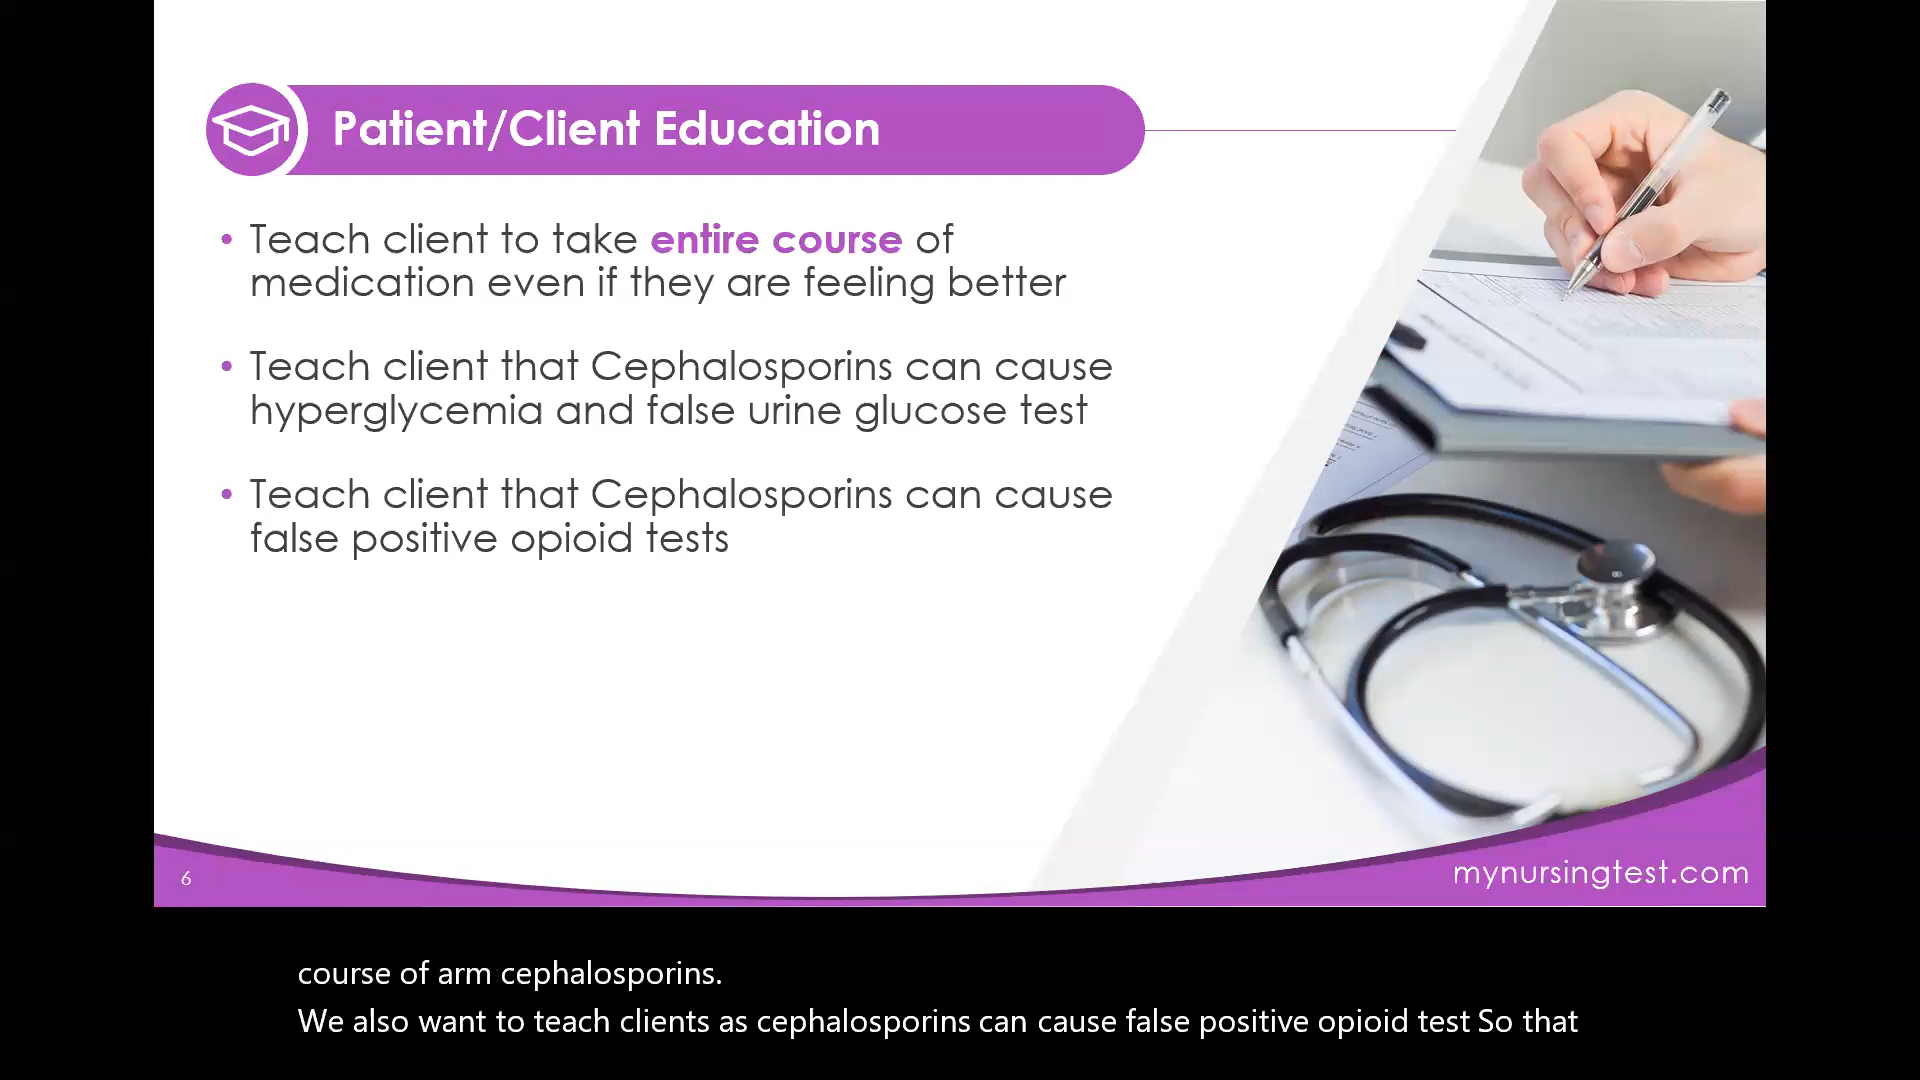 Patient/Client Education
• Teach client to take entire course of
medication even if they are feeling better
• Teach client that Cephalosporins can cause
hyperglycemia and false urine glucose test
• Teach client that Cephalosporins can cause
false positive opioid tests
6
mynursingtest.com
course of arm cephalosporins.
We also want to teach clients as cephalosporins can cause false positive opioid test So that